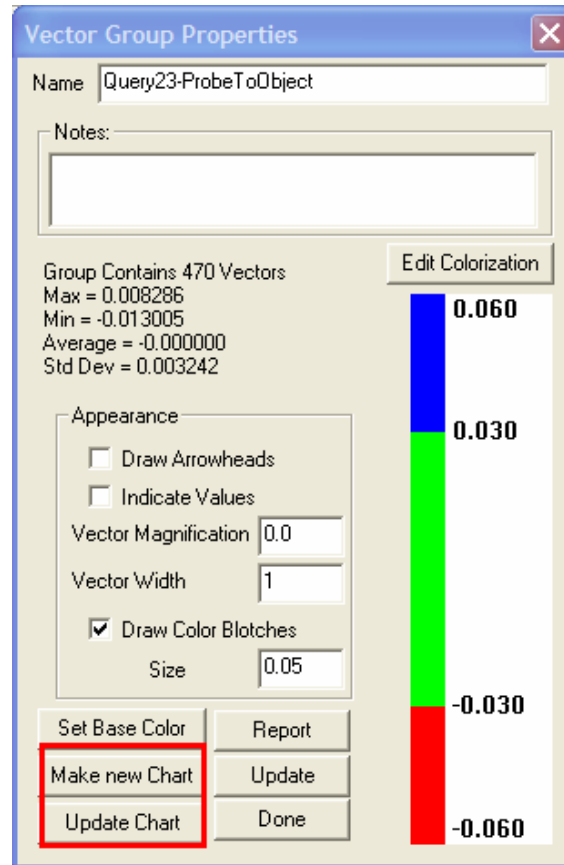 Vector Group Properties
Name Query23-ProbeToObject
Notes:
Group Contains 470 Vectors
Max = 0.008286
Min = -0.013005
Average = -0.000000
Std Dev = 0.003242
Edit Colorization
0.060
0.030
-0.030
-0.060
Appearance
Draw Arrowheads
Indicate Values
Vector Magnification 0.0
Vector Width 1
Draw Color Blotches
Size 0.05
Set Base Color Report
Make new Chart Update
Update Chart Done